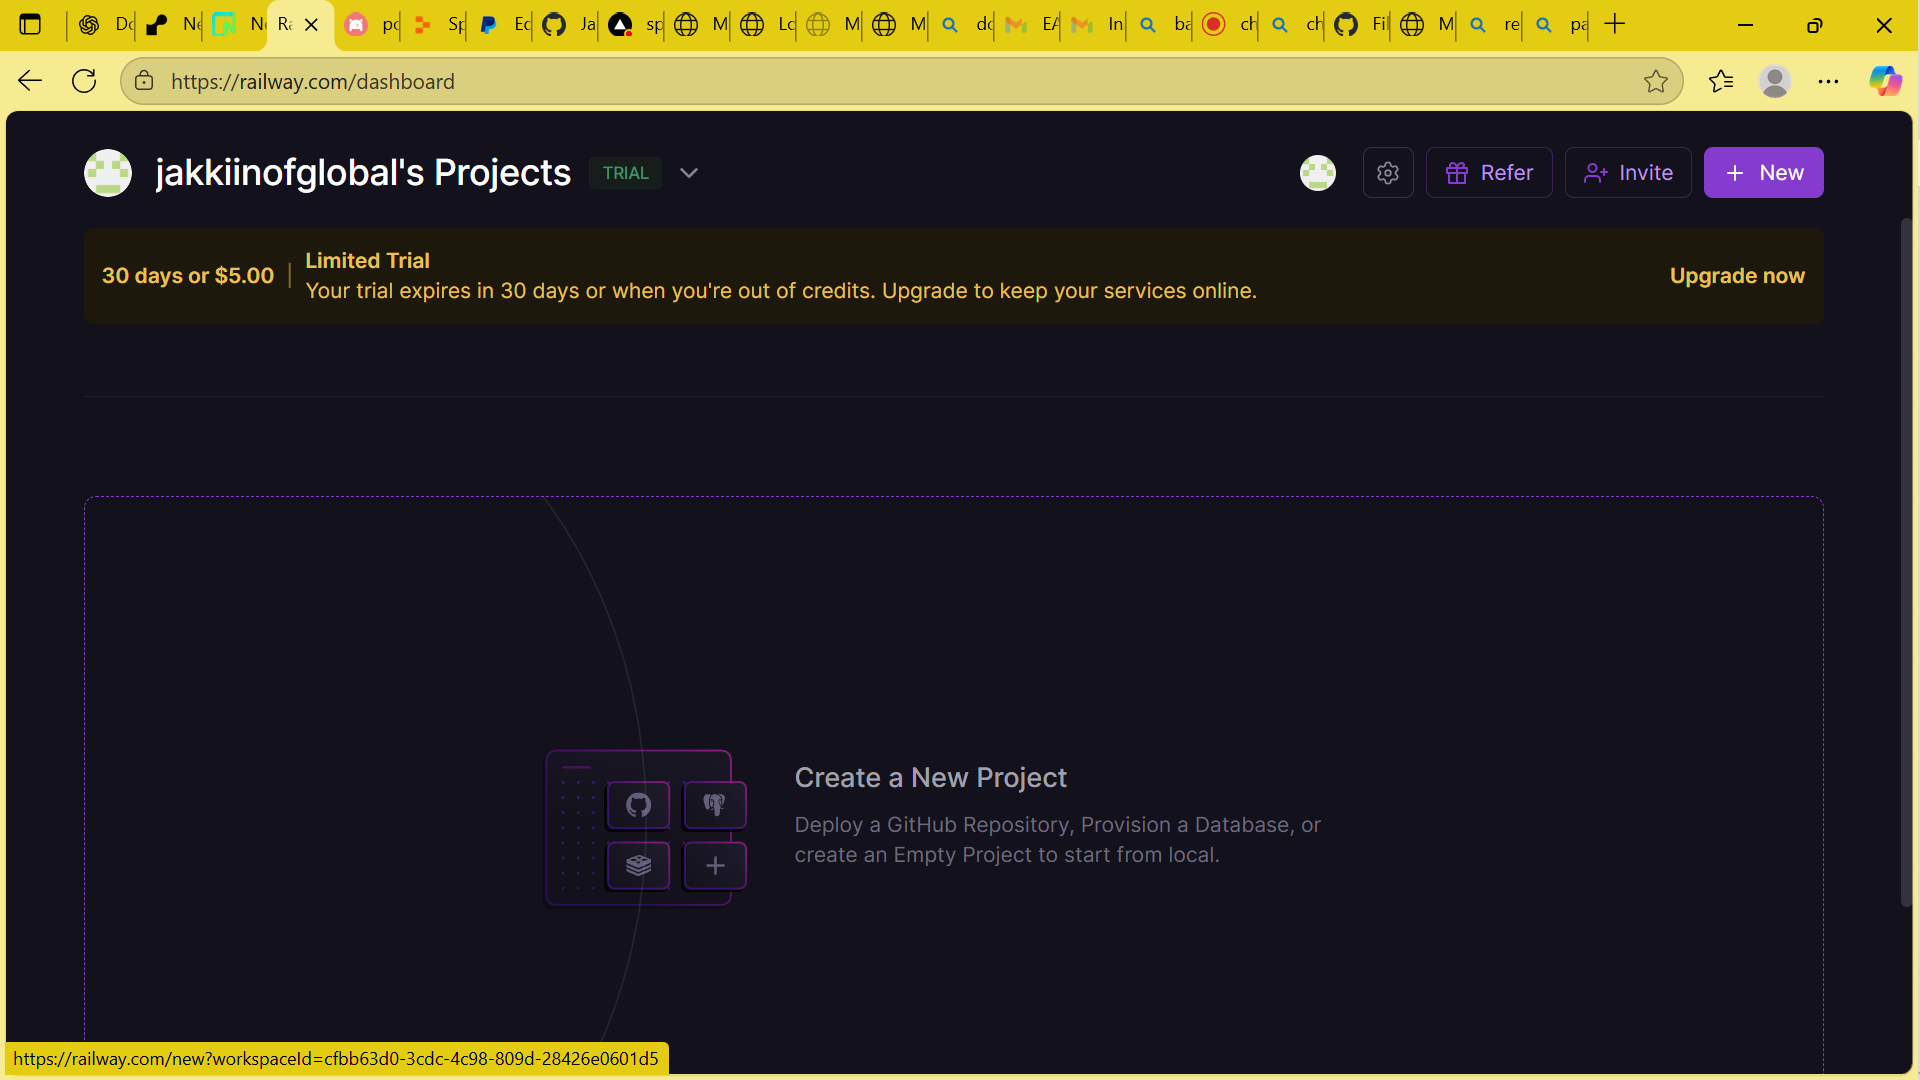 Dc
Ne
Ne
Ra
pc
Sp
Ec
Ja
sp
M
Lc
M
M
dc
EA
In
ba
ch
ch
Fil
M
re
pa
https://railway.com/dashboard
jakkiinofglobal's Projects
TRIAL
Refer
Invite
New
30 days or $5.00
Limited Trial
Your trial expires in 30 days or when you're out of credits. Upgrade to keep your services online.
Upgrade now
Create a New Project
Deploy a GitHub Repository, Provision a Database, or
create an Empty Project to start from local.
https://railway.com/new?workspaceId=cfbb63d0-3cdc-4c98-809d-28426e0601d5